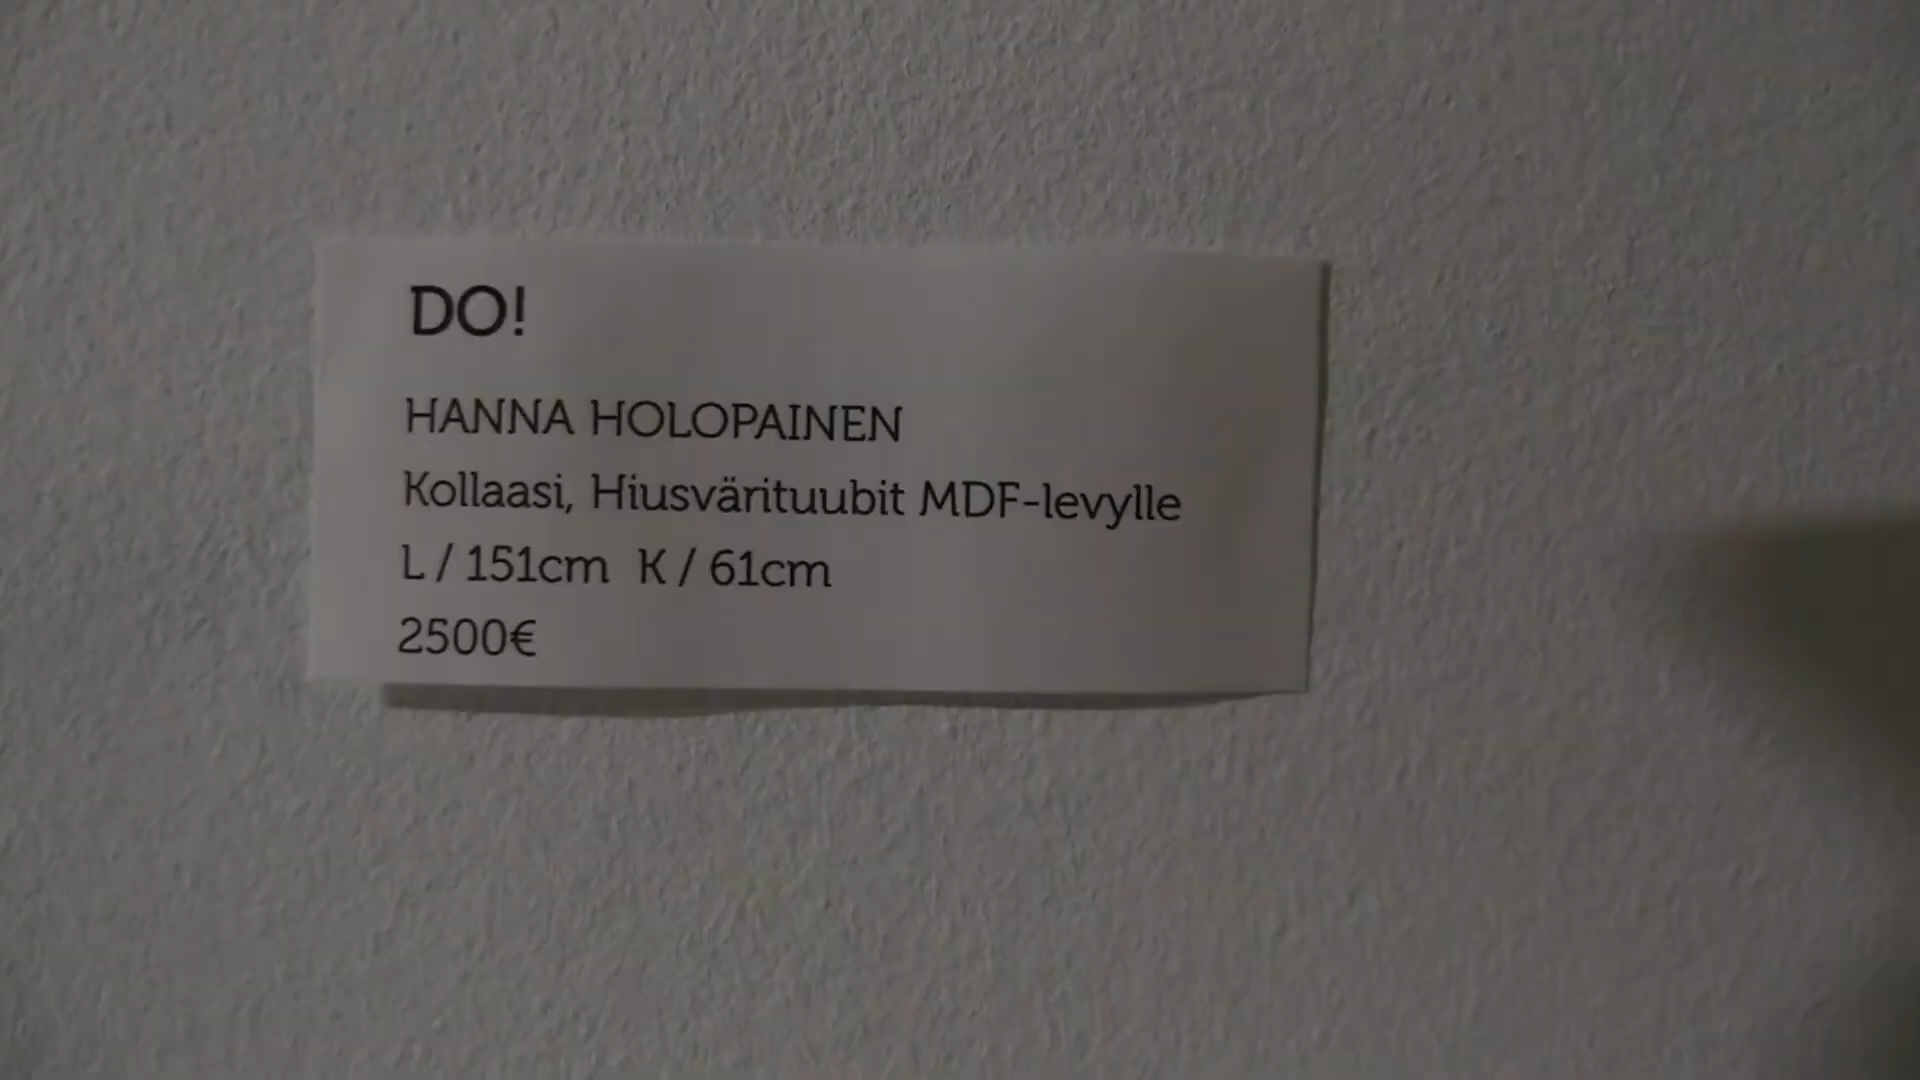 DO!
HANNA HOLOPAINEN
Kollaasi, Hiusvärituubit MDF-levylle
L / 151cm K / 61cm
2500€